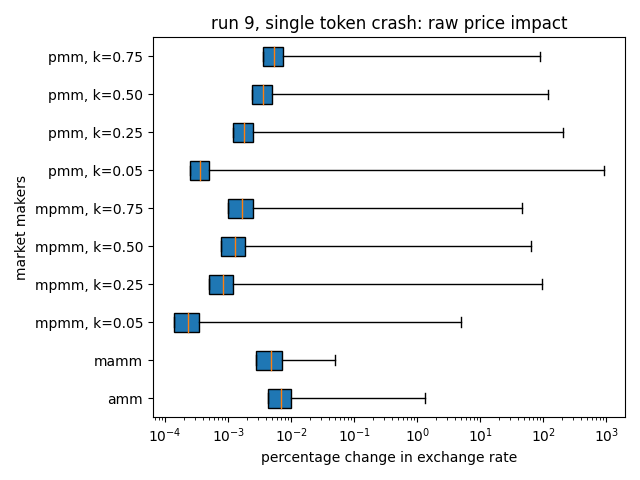 run 9, single token crash: raw price impact
market makers
pmm, k=0.75
pmm, k=0.50
pmm, k=0.25
pmm, k=0.05
mpmm, k=0.75
mpmm, k=0.50
mpmm, k=0.25
mpmm, k=0.05
mamm
amm
10⁻⁴ 10⁻³ 10⁻² 10⁻¹ 10⁰ 10¹ 10² 10³
percentage change in exchange rate